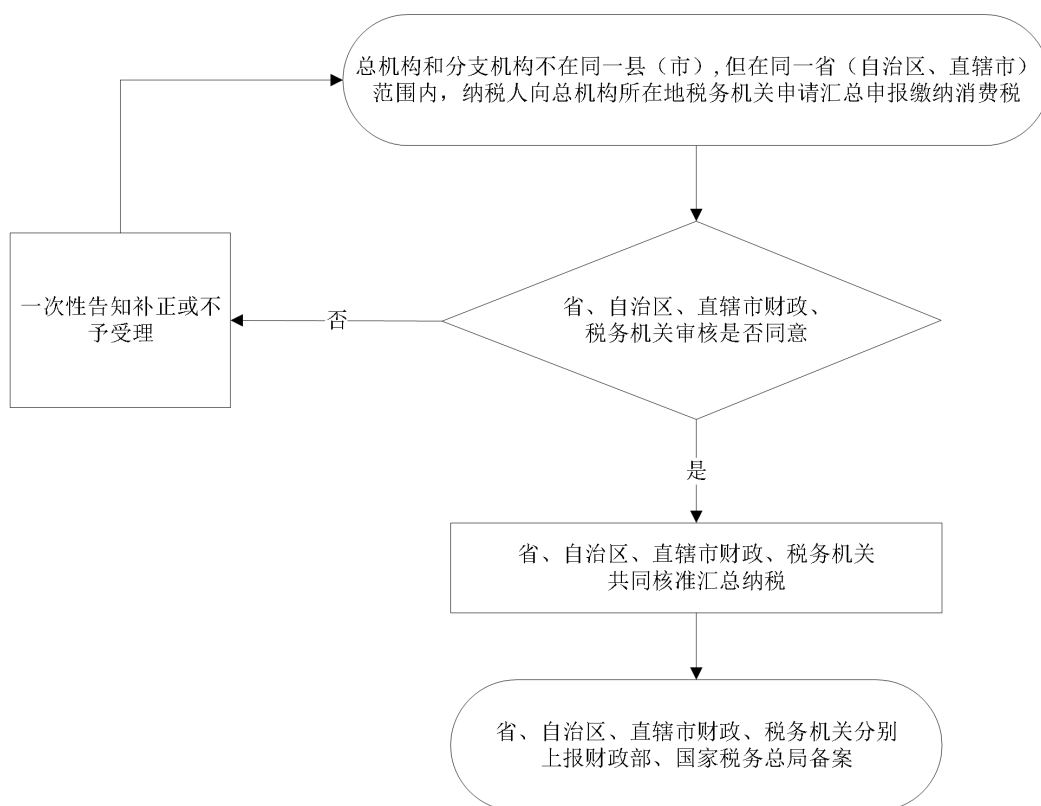 总机构和分支机构不在同一县（市）,但在同一省（自治区、直辖市）
范围内，纳税人向总机构所在地税务机关申请汇总申报缴纳消费税
一次性告知补正或不
予受理
否
省、自治区、直辖市财政、
税务机关审核是否同意
是
省、自治区、直辖市财政、税务机关
共同核准汇总纳税
省、自治区、直辖市财政、税务机关分别
上报财政部、国家税务总局备案